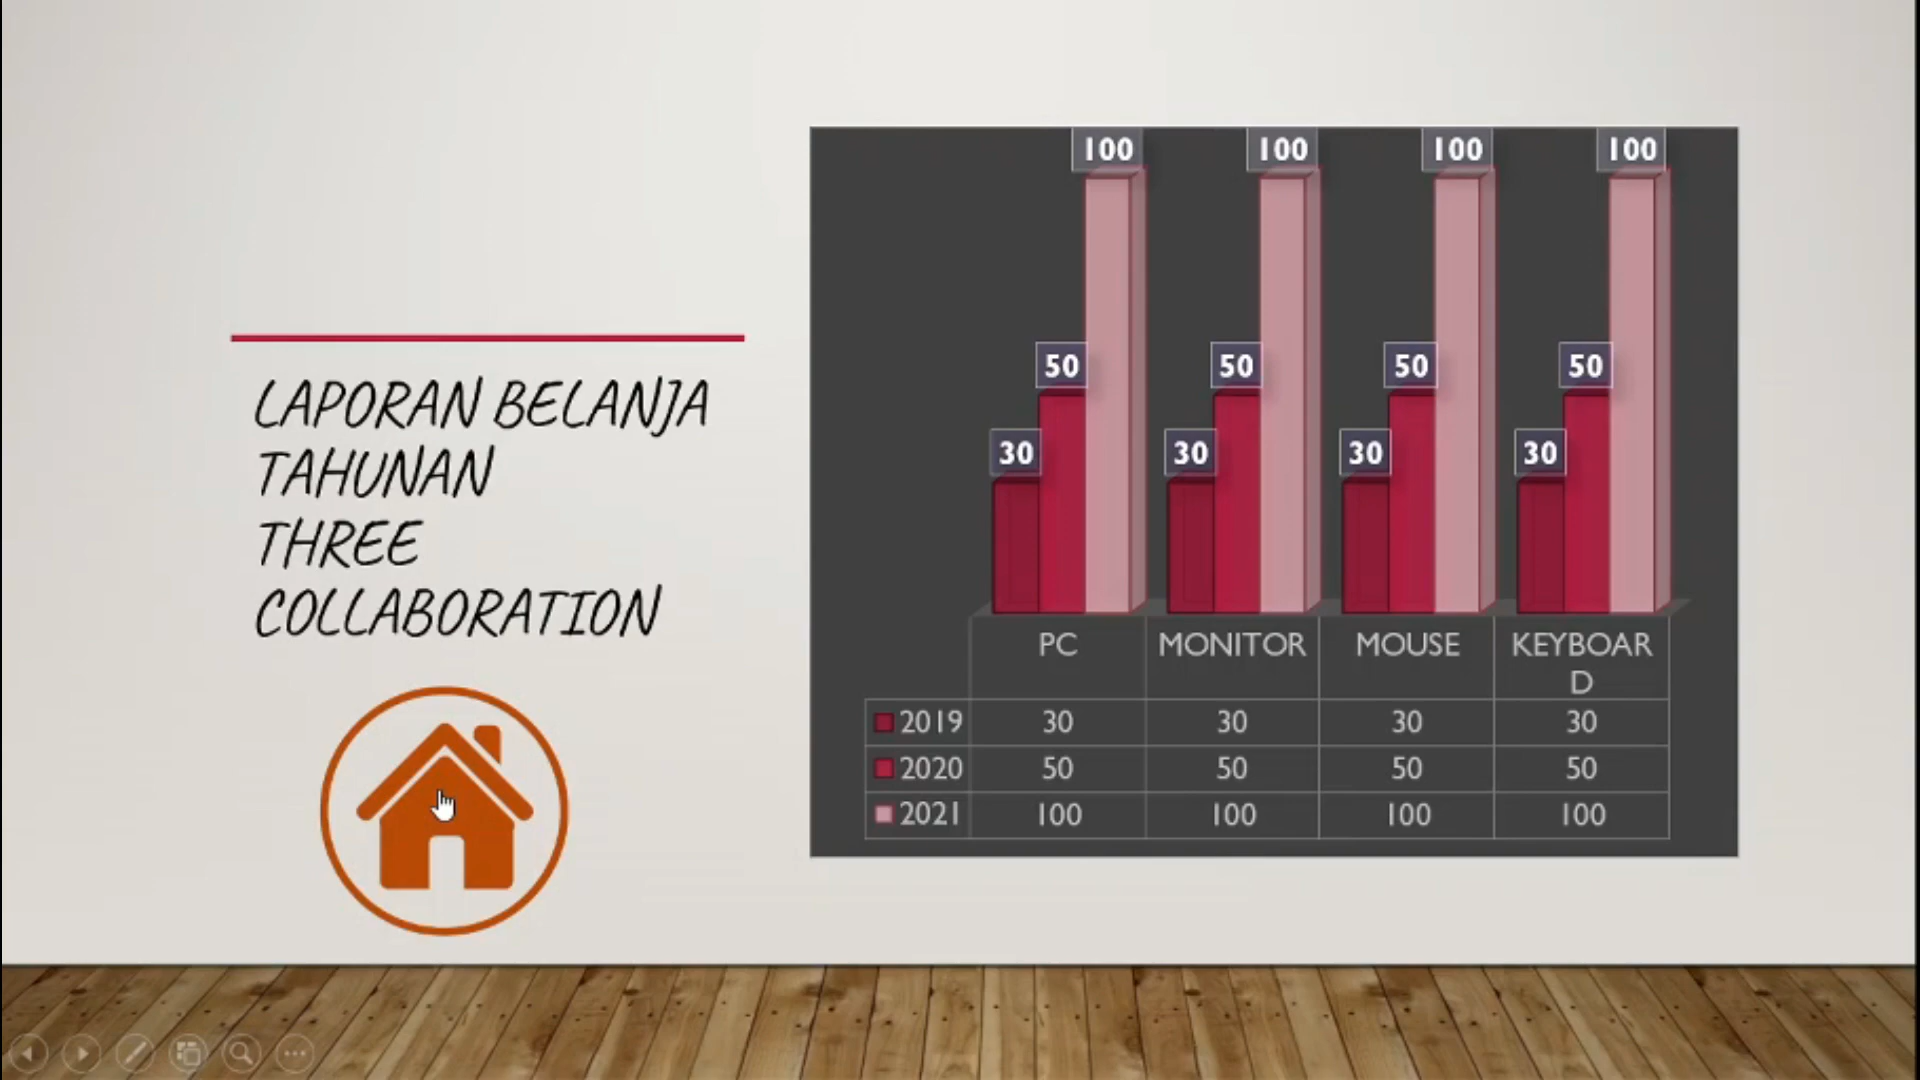 LAPORAN BELANJA
TAHUNAN
THREE
COLLABORATION
100 100 100 100
50 50 50 50
30 30 30 30
PC MONITOR MOUSE KEYBOAR
D
2019 30 30 30 30
2020 50 50 50 50
2021 100 100 100 100